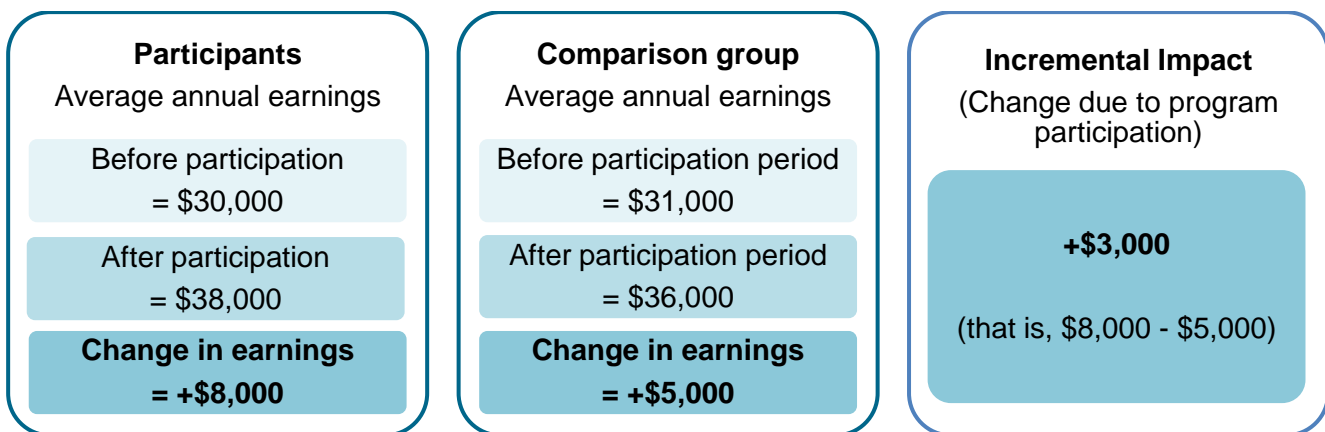 Participants
Average annual earnings
Before participation
= $30,000
After participation
= $38,000
Change in earnings
= +$8,000
Comparison group
Average annual earnings
Before participation period
= $31,000
After participation period
= $36,000
Change in earnings
= +$5,000
Incremental Impact
(Change due to program
participation)
+$3,000
(that is, $8,000 - $5,000)